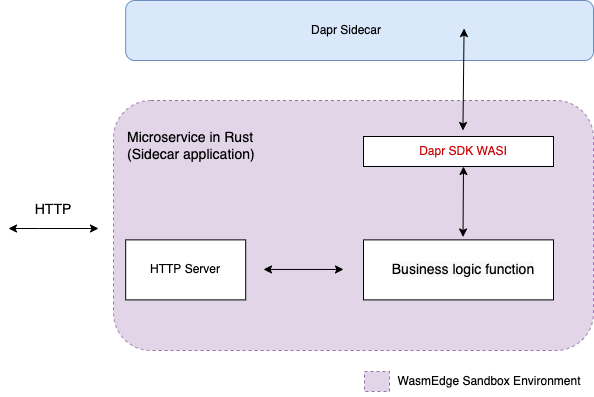 Dapr Sidecar
Microservice in Rust
(Sidecar application)
Dapr SDK WASI
HTTP
HTTP Server
Business logic function
WasmEdge Sandbox Environment